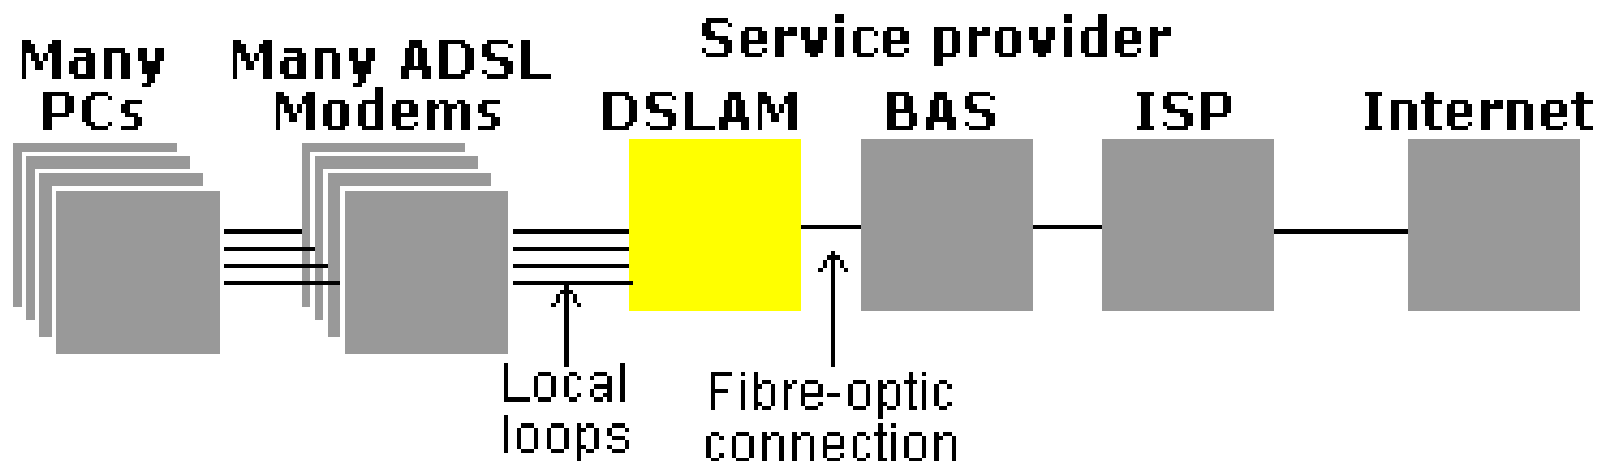 Many
PCs
Many ADSL
Modems
Service provider
DSLAM
BAS
ISP
Internet
Local
loops
Fibre-optic
connection